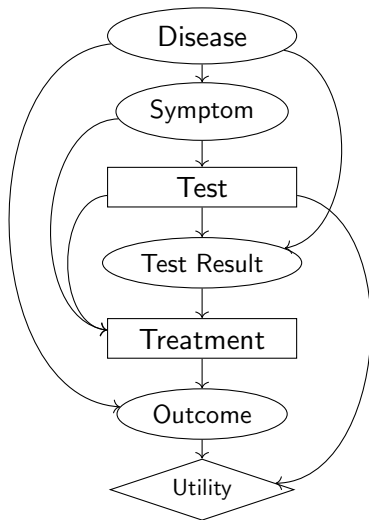 Disease
Symptom
Test
Test Result
Treatment
Outcome
Utility